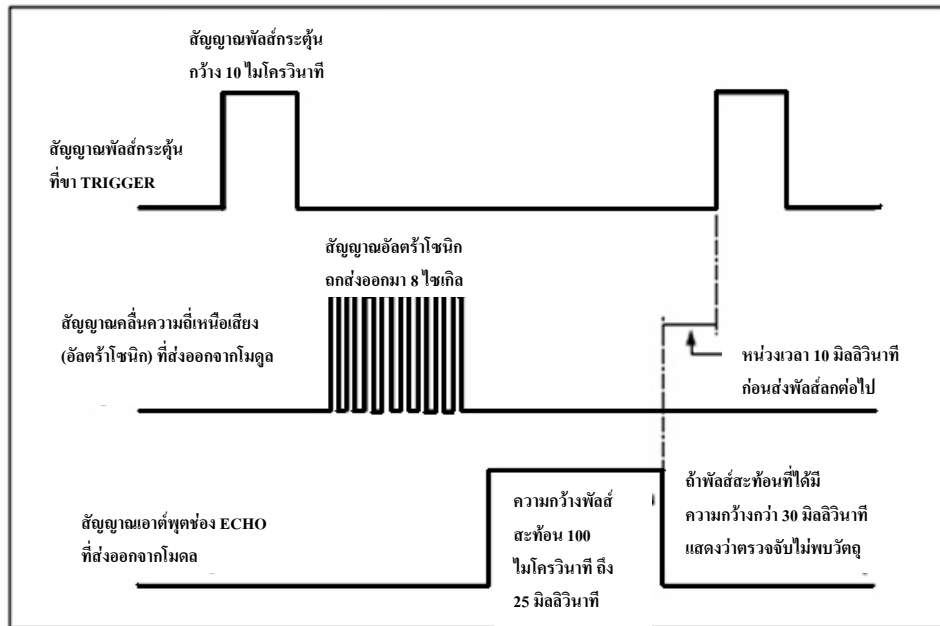 สัญญาณพัลส์กระตุ้น
กว้าง 10 ไมโครวินาที
สัญญาณพัลส์กระตุ้น
ที่ขา TRIGGER
สัญญาณอัลตร้าโซนิก
ถกส่งออกมา 8 ไซเกิล
สัญญาณคลื่นความถี่เหนือเสียง
(อัลตร้าโซนิก) ที่ส่งออกจากโมดูล
หน่วงเวลา 10 มิลลิวินาที
ก่อนส่งพัลส์ลกต่อไป
สัญญาณเอาต์พุตช่อง ECHO
ที่ส่งออกจากโมดล
ความกว้างพัลส์
สะท้อน 100
ไมโครวินาที ถึง
25 มิลลิวินาที
ถ้าพัลส์สะท้อนที่ได้มี
ความกว้างกว่า 30 มิลลิวินาที
แสดงว่าตรวจจับไม่พบวัตถุ